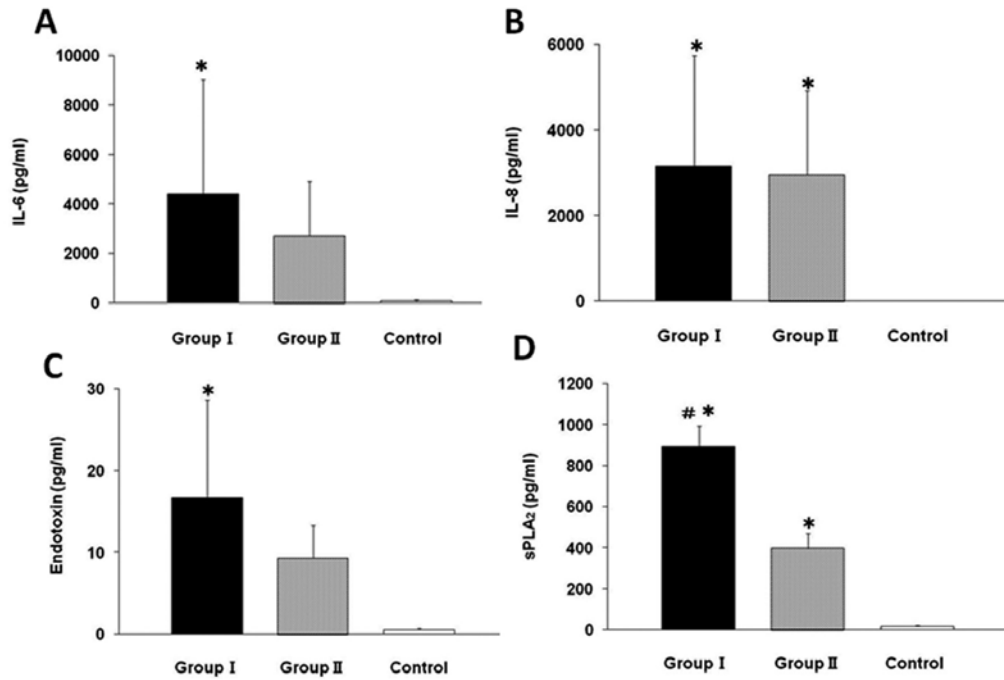 A
IL-6 (pg/ml)
10000
8000
6000
4000
2000
0
*
Group Ⅰ Group Ⅱ Control
B
IL-8 (pg/ml)
6000
4000
2000
0
*
*
Group Ⅰ Group Ⅱ Control
C
Endotoxin (pg/ml)
30
20
10
0
*
Group Ⅰ Group Ⅱ Control
D
sPLA₂ (pg/ml)
1200
1000
800
600
400
200
0
# *
*
Group Ⅰ Group Ⅱ Control